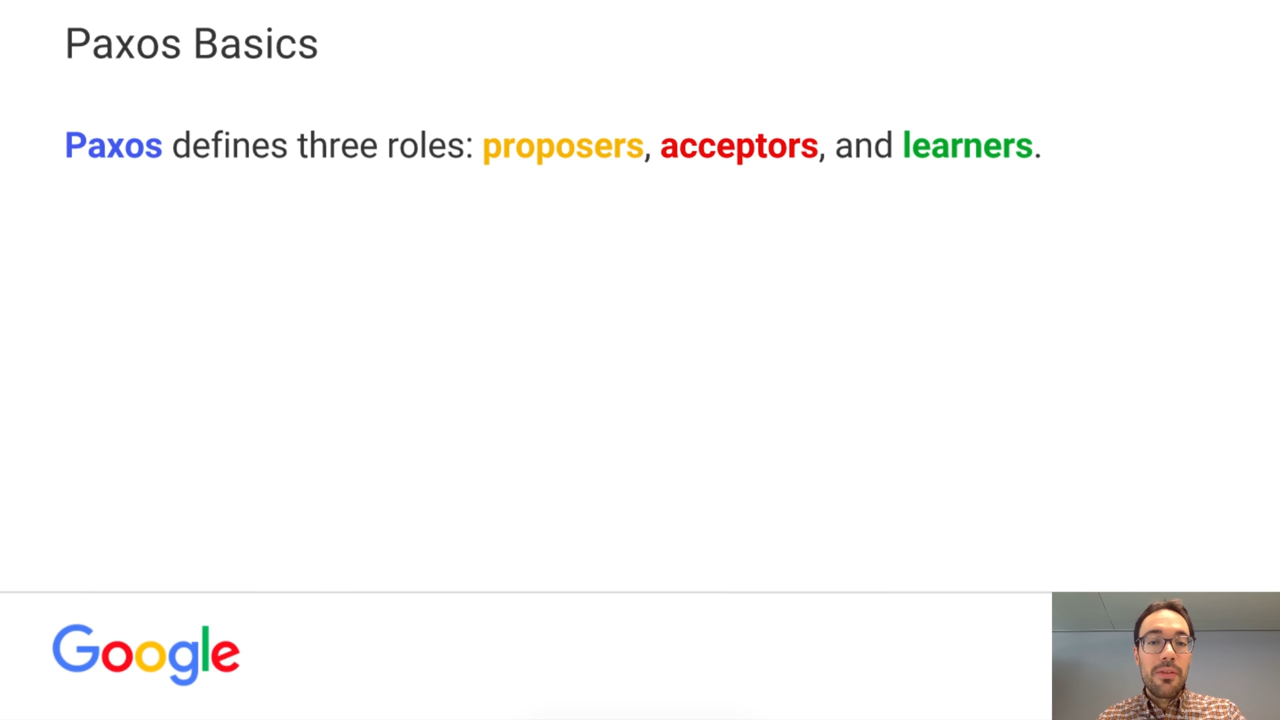 Paxos Basics
Paxos defines three roles: proposers, acceptors, and learners.
Google